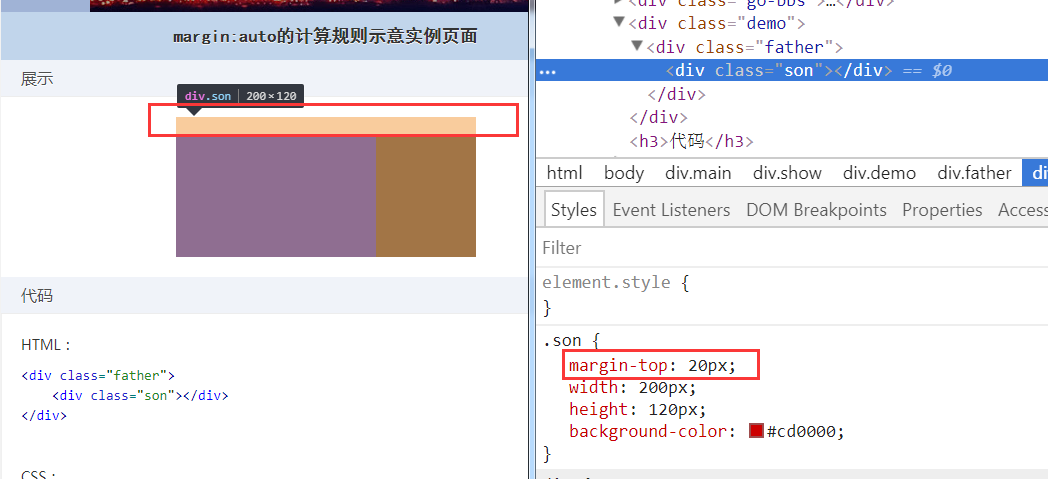 margin:auto的计算规则示意实例页面
展示
div.son | 200×120
代码
HTML：
<div class="father">
    <div class="son"></div>
</div>
CSS：
<div class="go-bbs">…</div>
▼<div class="demo">
▼<div class="father">
… <div class="son"></div> == $0
</div>
</div>
<h3>代码</h3>
html body div.main div.show div.demo div.father di
Styles Event Listeners DOM Breakpoints Properties Access
Filter
element.style {
}
.son {
margin-top: 20px;
width: 200px;
height: 120px;
background-color: #cd0000;
}